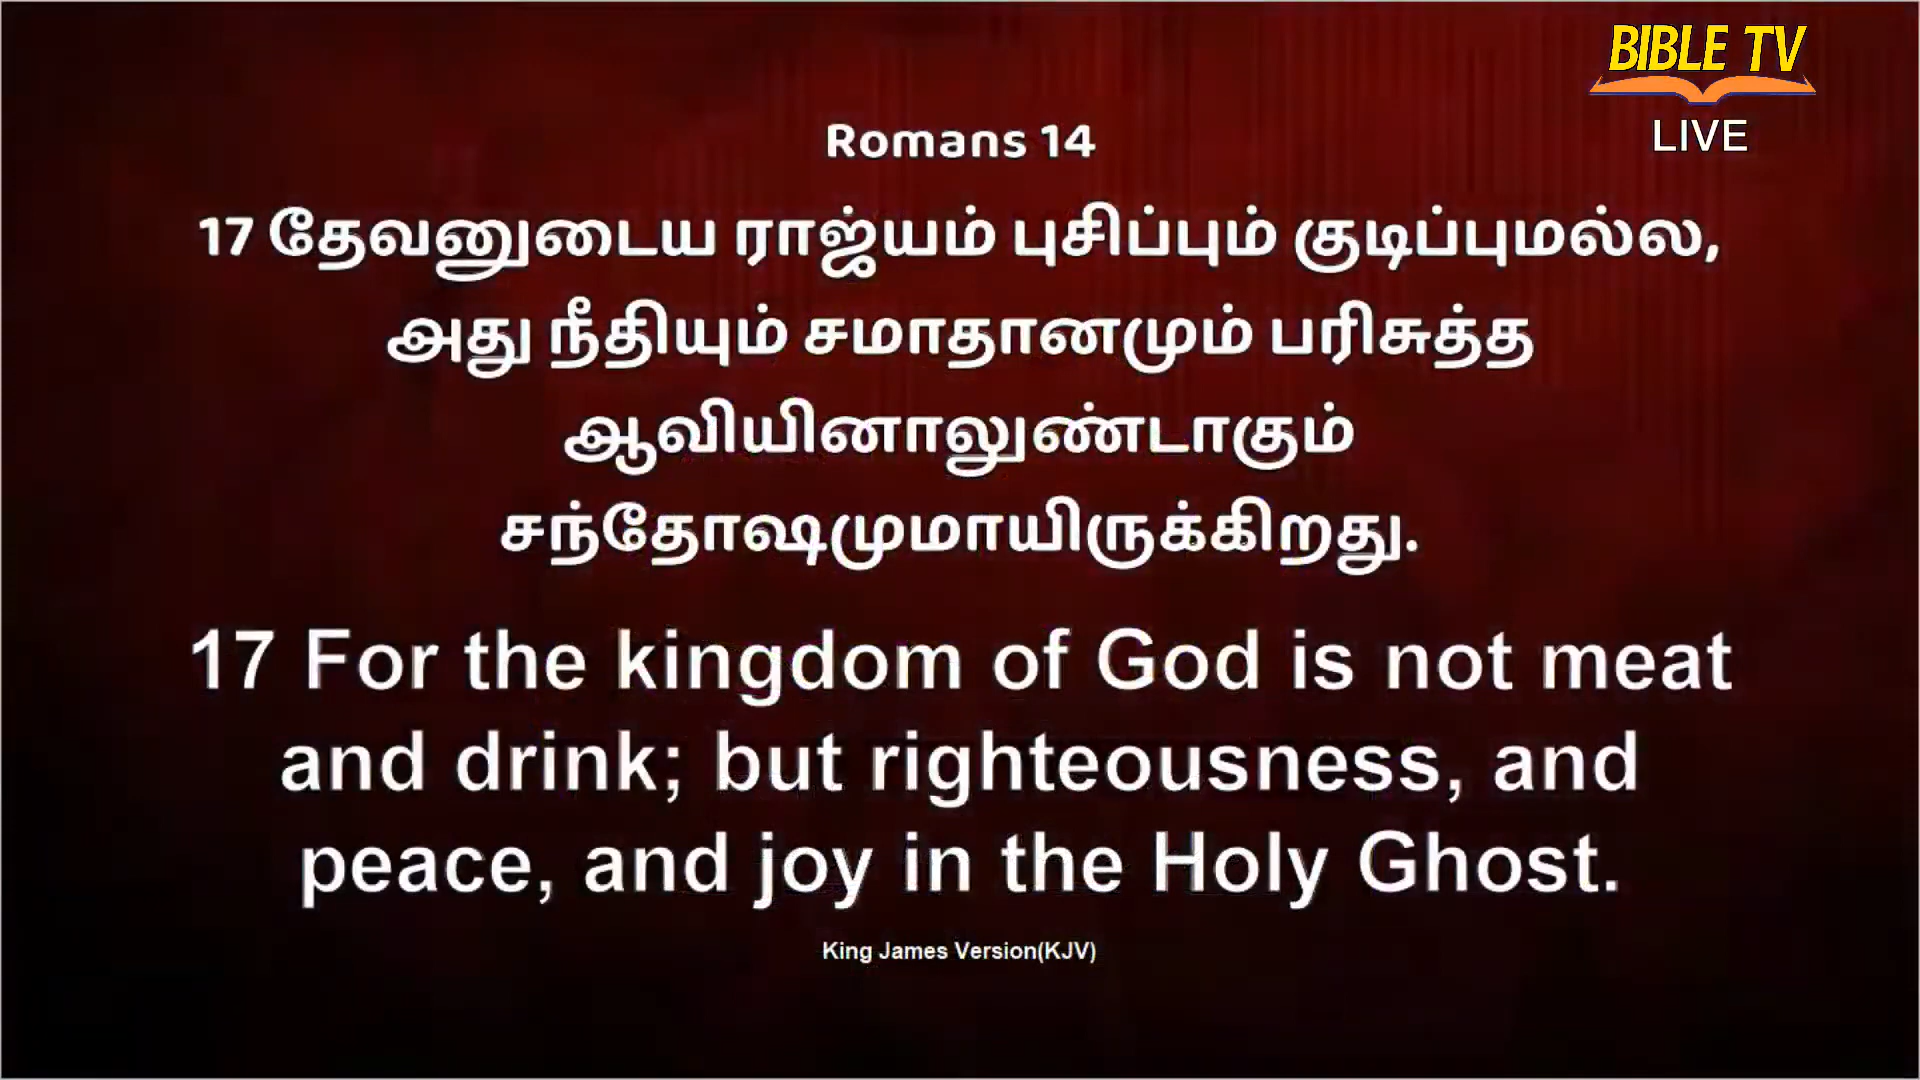 BIBLE TV
LIVE
Romans 14
17 தேவனுடைய ராஜ்யம் புசிப்பும் குடிப்புமல்ல,
அது நீதியும் சமாதானமும் பரிசுத்த
ஆவியினாலுண்டாகும்
சந்தோஷமுமாயிருக்கிறது.
17 For the kingdom of God is not meat
and drink; but righteousness, and
peace, and joy in the Holy Ghost.
King James Version(KJV)